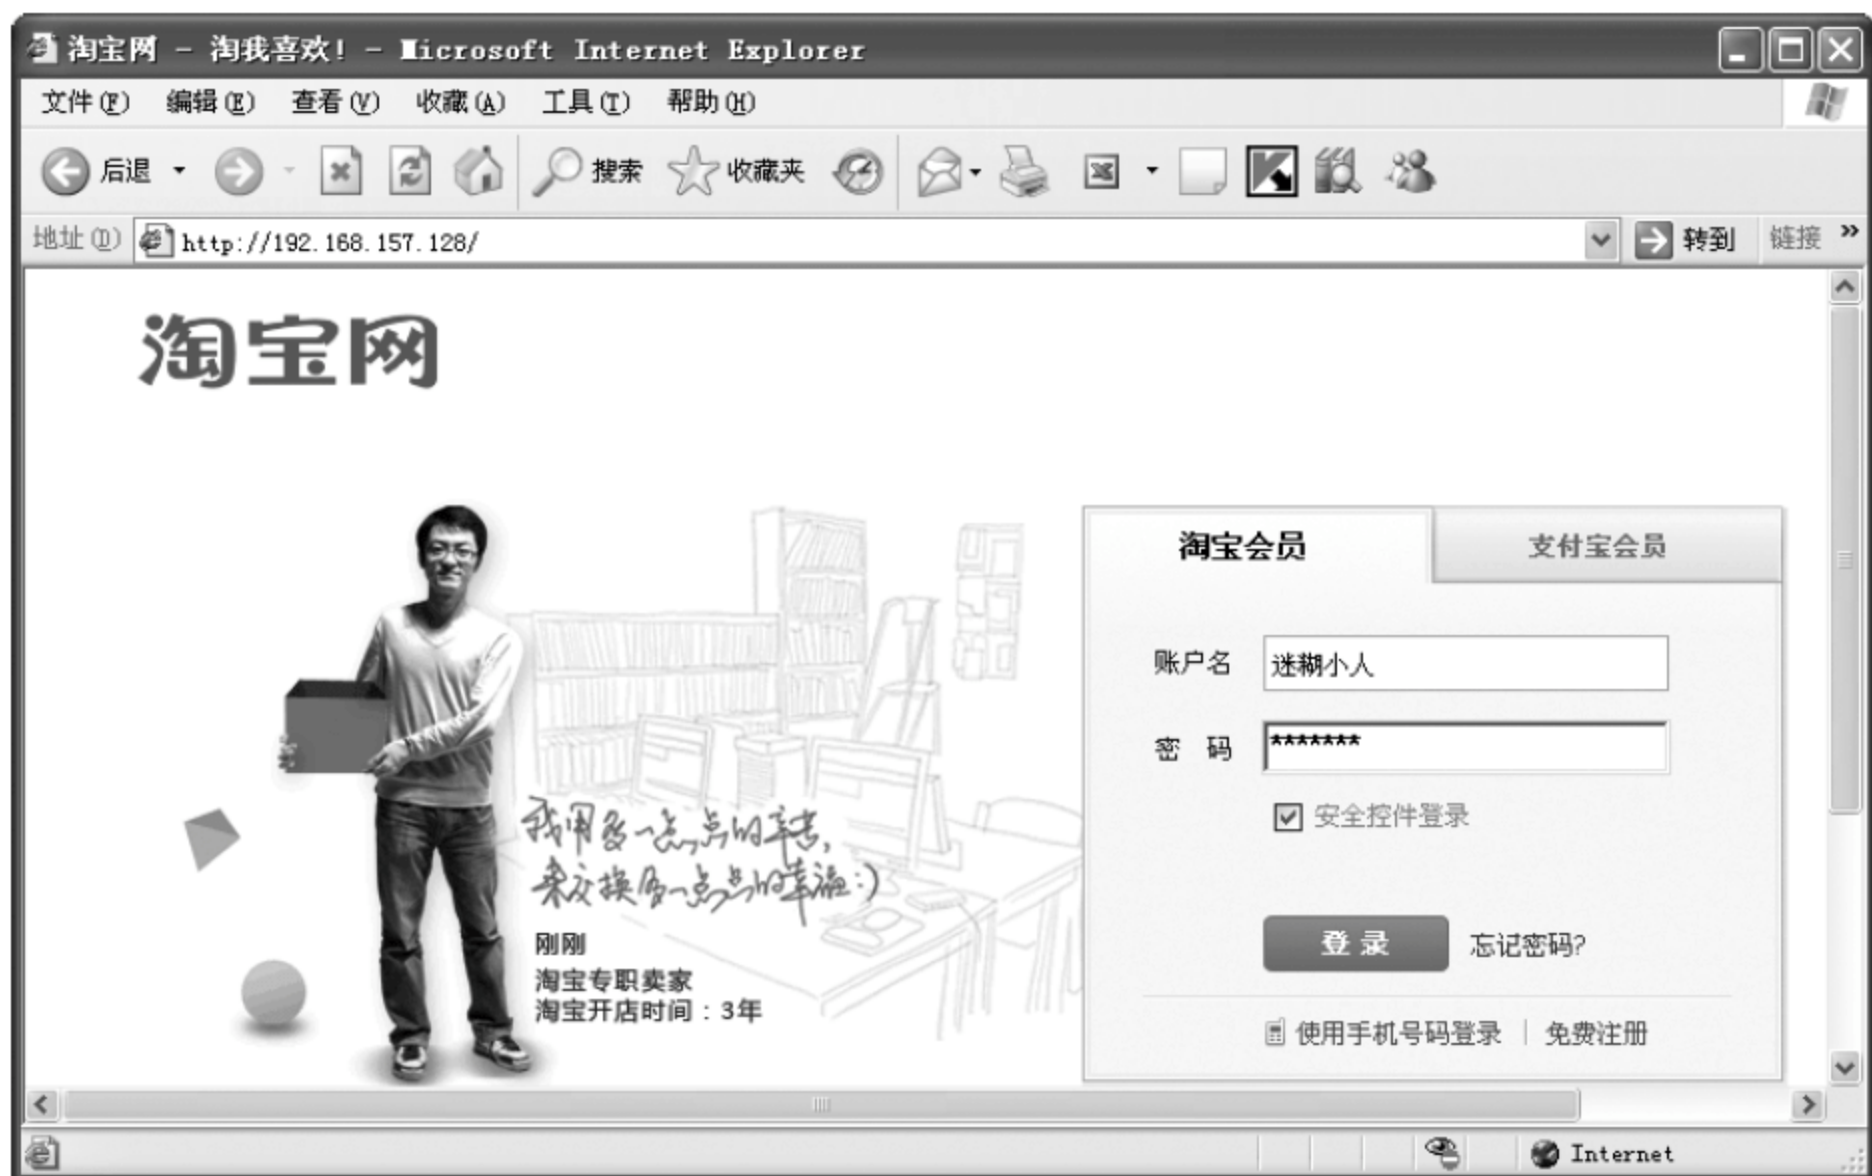 淘宝网 - 淘我喜欢! - Microsoft Internet Explorer
文件(F) 编辑(E) 查看(V) 收藏(A) 工具(T) 帮助(H)
后退 搜索 收藏夹
地址(D) http://192.168.157.128/ 转到 链接 »
淘宝网
淘宝会员 支付宝会员
账户名 迷糊小人
密 码 *******
安全控件登录
我用多一点点的辛苦,
来交换多一点点的幸福:)
登 录 忘记密码?
刚刚
淘宝专职卖家
淘宝开店时间:3年
使用手机号码登录 | 免费注册
Internet